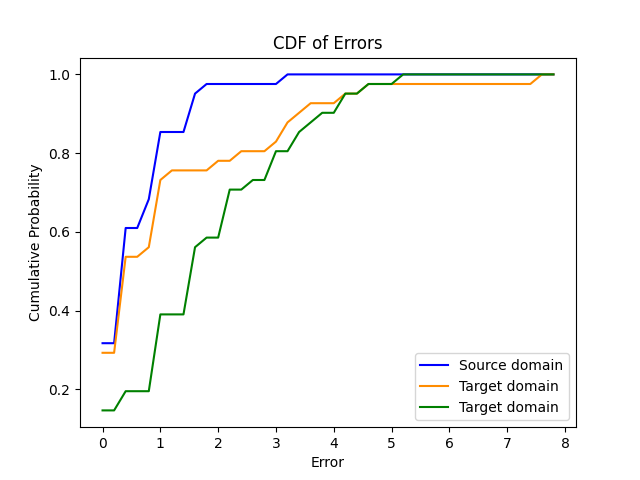 CDF of Errors
Cumulative Probability
1.0
0.8
0.6
0.4
0.2
0 1 2 3 4 5 6 7 8
Error
Source domain
Target domain
Target domain